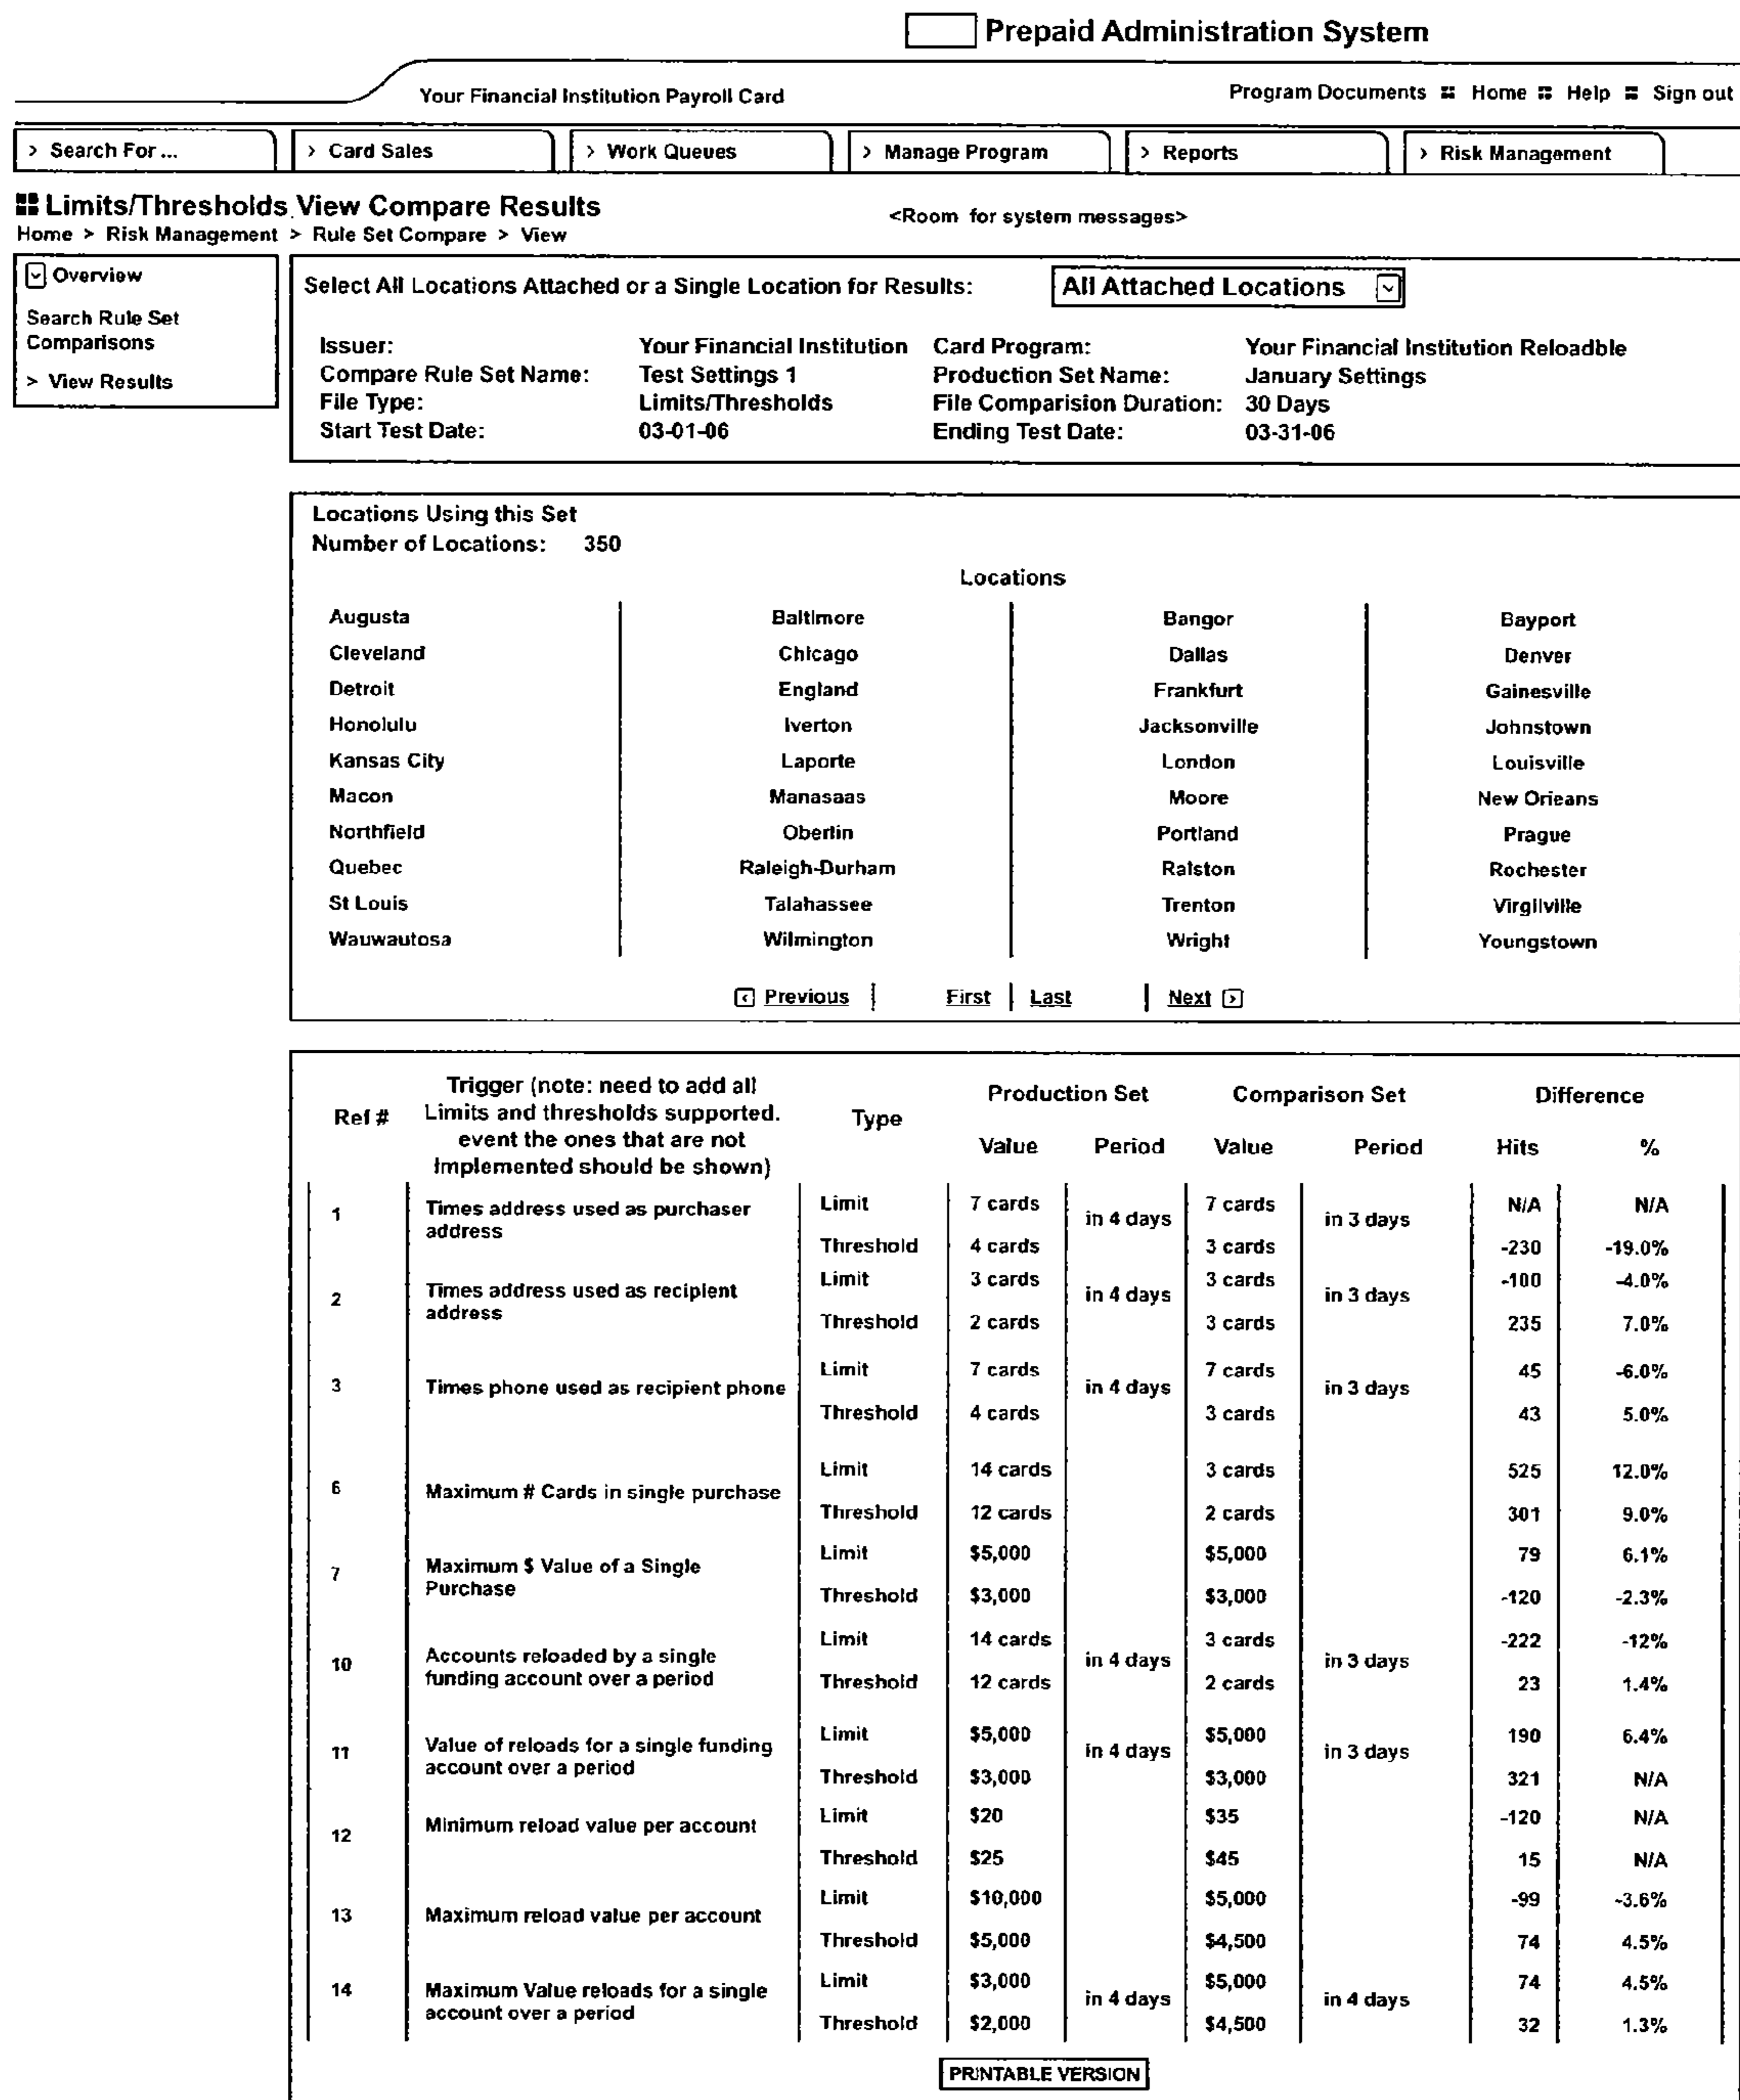 Prepaid Administration System
Your Financial Institution Payroll Card Program Documents Home Help Sign out
> Search For ... > Card Sales > Work Queues > Manage Program > Reports > Risk Management
Limits/Thresholds View Compare Results <Room for system messages>
Home > Risk Management > Rule Set Compare > View
Overview
Search Rule Set
Comparisons
> View Results
Select All Locations Attached or a Single Location for Results: All Attached Locations
Issuer: Your Financial Institution Card Program: Your Financial Institution Reloadble
Compare Rule Set Name: Test Settings 1 Production Set Name: January Settings
File Type: Limits/Thresholds File Comparision Duration: 30 Days
Start Test Date: 03-01-06 Ending Test Date: 03-31-06
Locations Using this Set
Number of Locations: 350
Locations
Augusta Baltimore Bangor Bayport
Cleveland Chicago Dallas Denver
Detroit England Frankfurt Gainesville
Honolulu Iverton Jacksonville Johnstown
Kansas City Laporte London Louisville
Macon Manasaas Moore New Orleans
Northfield Oberlin Portland Prague
Quebec Raleigh-Durham Ralston Rochester
St Louis Talahassee Trenton Virgilville
Wauwautosa Wilmington Wright Youngstown
Previous | First | Last | Next
Ref # Trigger (note: need to add all Type Production Set Comparison Set Difference
Limits and thresholds supported.
event the ones that are not Value Period Value Period Hits %
Implemented should be shown)
1 Times address used as purchaser Limit 7 cards in 4 days 7 cards in 3 days N/A N/A
address Threshold 4 cards 3 cards -230 -19.0%
2 Times address used as recipient Limit 3 cards in 4 days 3 cards in 3 days -100 -4.0%
address Threshold 2 cards 3 cards 235 7.0%
3 Times phone used as recipient phone Limit 7 cards in 4 days 7 cards in 3 days 45 -6.0%
Threshold 4 cards 3 cards 43 5.0%
6 Maximum # Cards in single purchase Limit 14 cards 3 cards 525 12.0%
Threshold 12 cards 2 cards 301 9.0%
7 Maximum $ Value of a Single Limit $5,000 $5,000 79 6.1%
Purchase Threshold $3,000 $3,000 -120 -2.3%
10 Accounts reloaded by a single Limit 14 cards in 4 days 3 cards in 3 days -222 -12%
funding account over a period Threshold 12 cards 2 cards 23 1.4%
11 Value of reloads for a single funding Limit $5,000 in 4 days $5,000 in 3 days 190 6.4%
account over a period Threshold $3,000 $3,000 321 N/A
12 Minimum reload value per account Limit $20 $35 -120 N/A
Threshold $25 $45 15 N/A
13 Maximum reload value per account Limit $10,000 $5,000 -99 -3.6%
Threshold $5,000 $4,500 74 4.5%
14 Maximum Value reloads for a single Limit $3,000 in 4 days $5,000 in 4 days 74 4.5%
account over a period Threshold $2,000 $4,500 32 1.3%
PRINTABLE VERSION